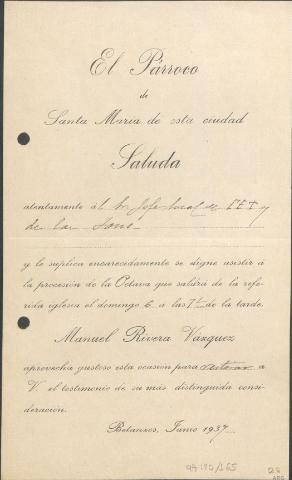 El Párroco
de
Santa María de esta ciudad
Saluda
atentamente á l Sr Jefe local de FET y
de las Jons
y le suplica encarecidamente se digne asistir á
la procesión de la Octava que saldrá de la refe-
rida iglesia el domingo 6 á las 7 de la tarde.
Manuel Rivera Vázquez
aprovecha gustoso esta ocasión para a
V. el testimonio de su más distinguida consi-
deración.
Betanzos, Junio 1937